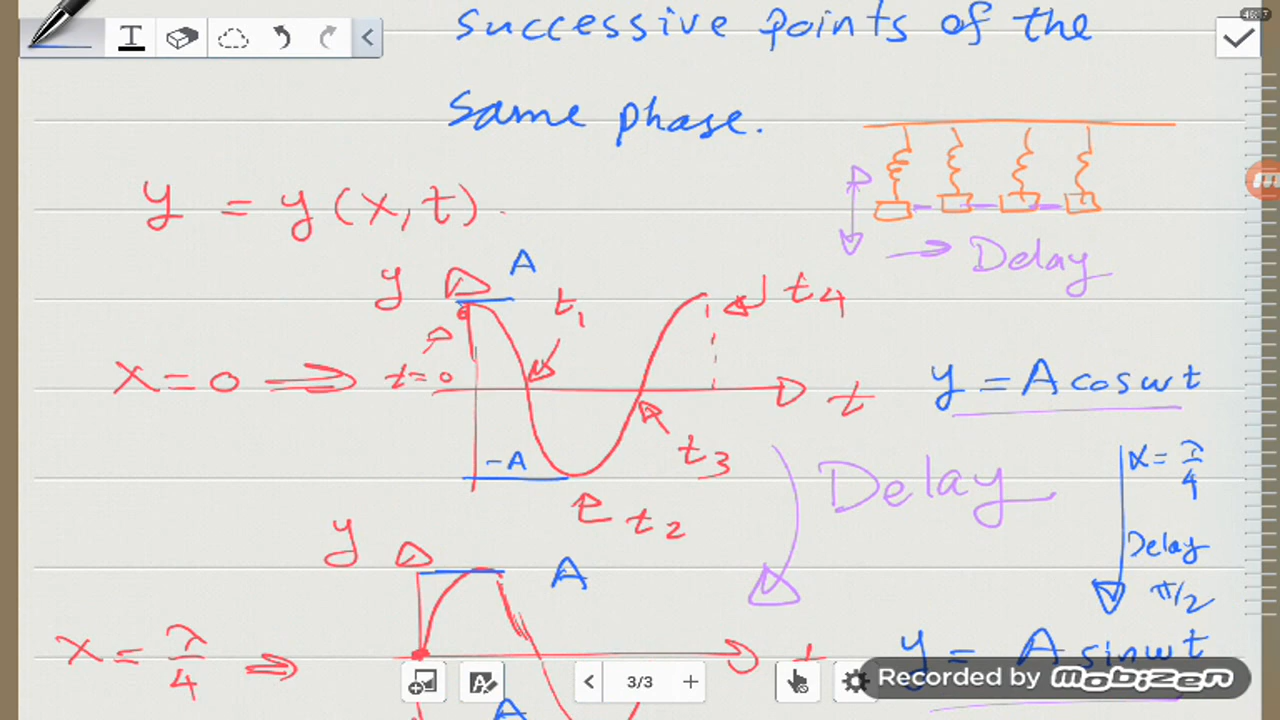 successive points of the
same phase.
y = y(x,t)
Delay
y A
t₁
t₄
x=0 ⇒ t=0
t
y = A cos ωt
-A
t₃
t₂
Delay
x = λ/4
Delay
π/2
y
A
x = λ/4 ⇒
t
y = A sin ωt
A
T
3/3
Recorded by mobizen